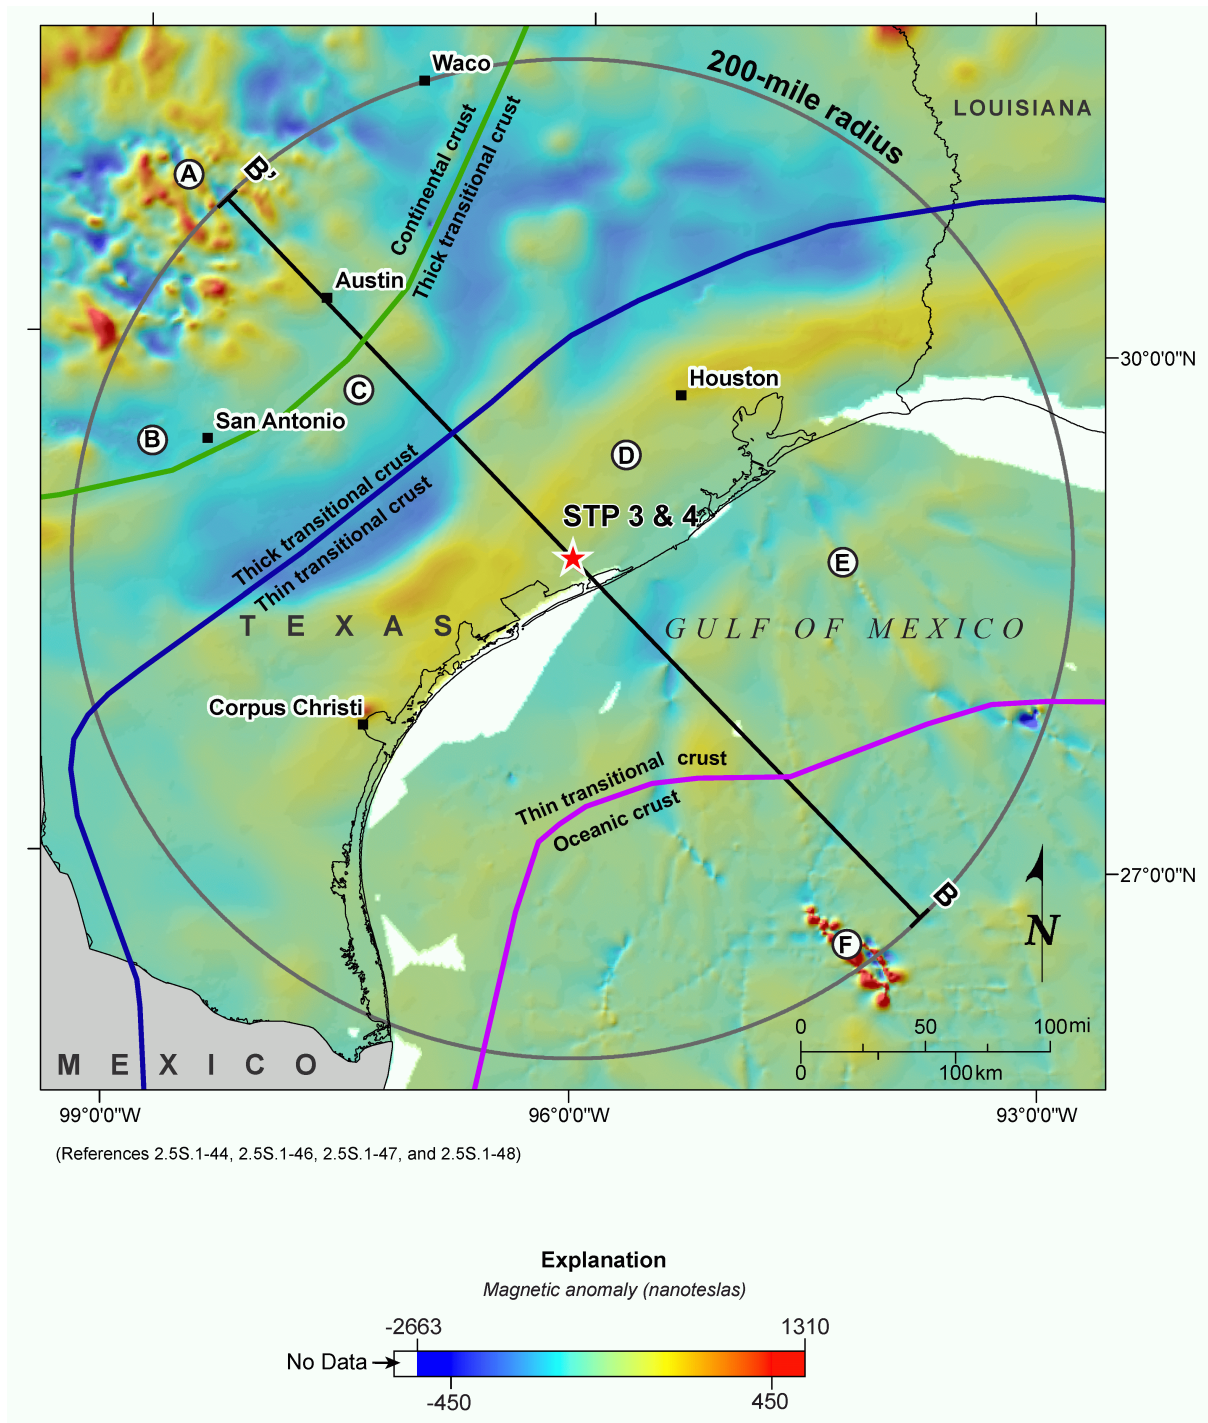 Waco
200-mile radius
LOUISIANA
Continental crust
Thick transitional crust
A
B'
Austin
30°0'0"N
Houston
C
San Antonio
B
D
Thick transitional crust
Thin transitional crust
STP 3 & 4
E
TEXAS
GULF OF MEXICO
Corpus Christi
Thin transitional crust
Oceanic crust
27°0'0"N
B
N
F
0 50 100mi
0 100km
MEXICO
99°0'0"W 96°0'0"W 93°0'0"W
(References 2.5S.1-44, 2.5S.1-46, 2.5S.1-47, and 2.5S.1-48)
Explanation
Magnetic anomaly (nanoteslas)
-2663 1310
No Data
-450 450